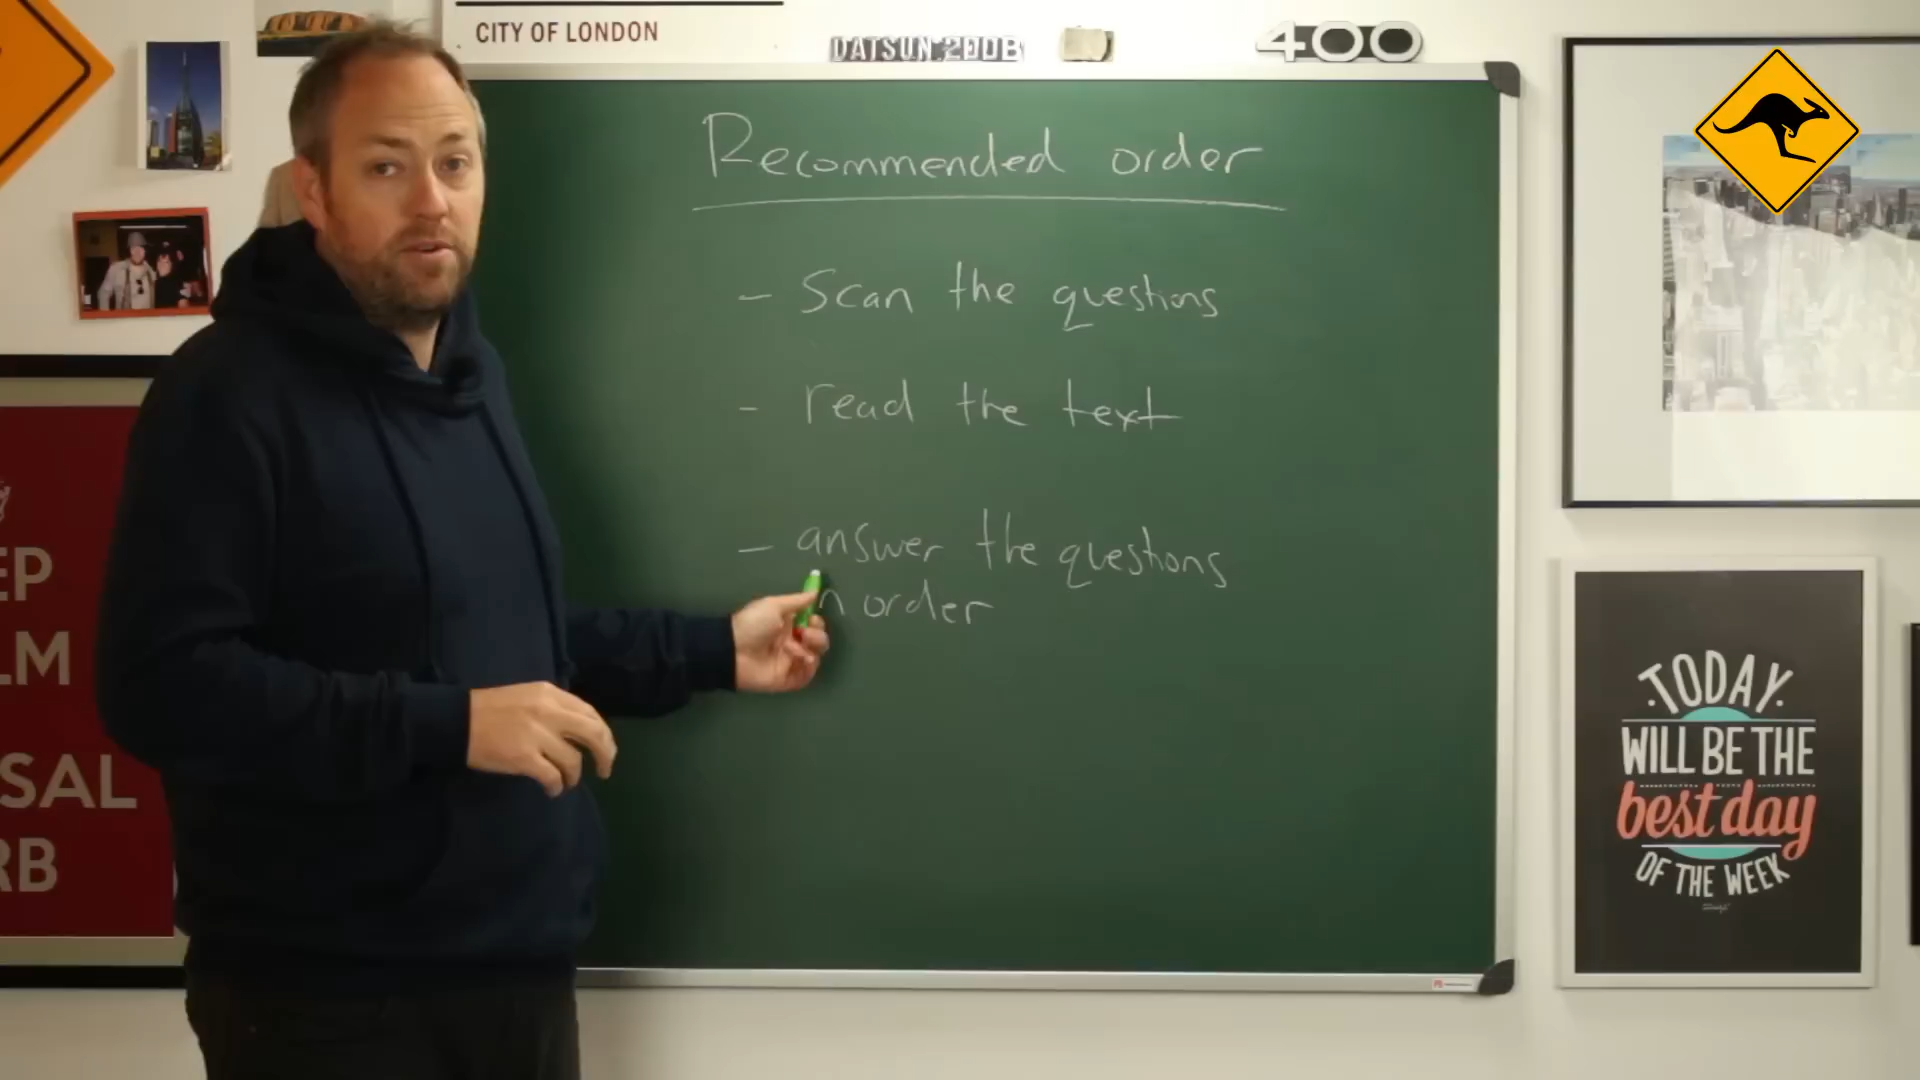 CITY OF LONDON
DATSUN 200B
400
Recommended order
- Scan the questions
- read the text
- answer the questions
n order
EP
LM
SAL
RB
TODAY
WILL BE THE
best day
OF THE WEEK